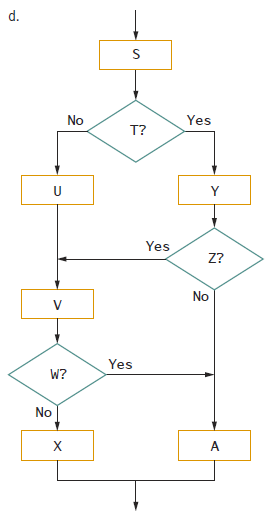 d.
S
No
T?
Yes
U
Y
Yes
Z?
No
V
W?
Yes
No
X
A